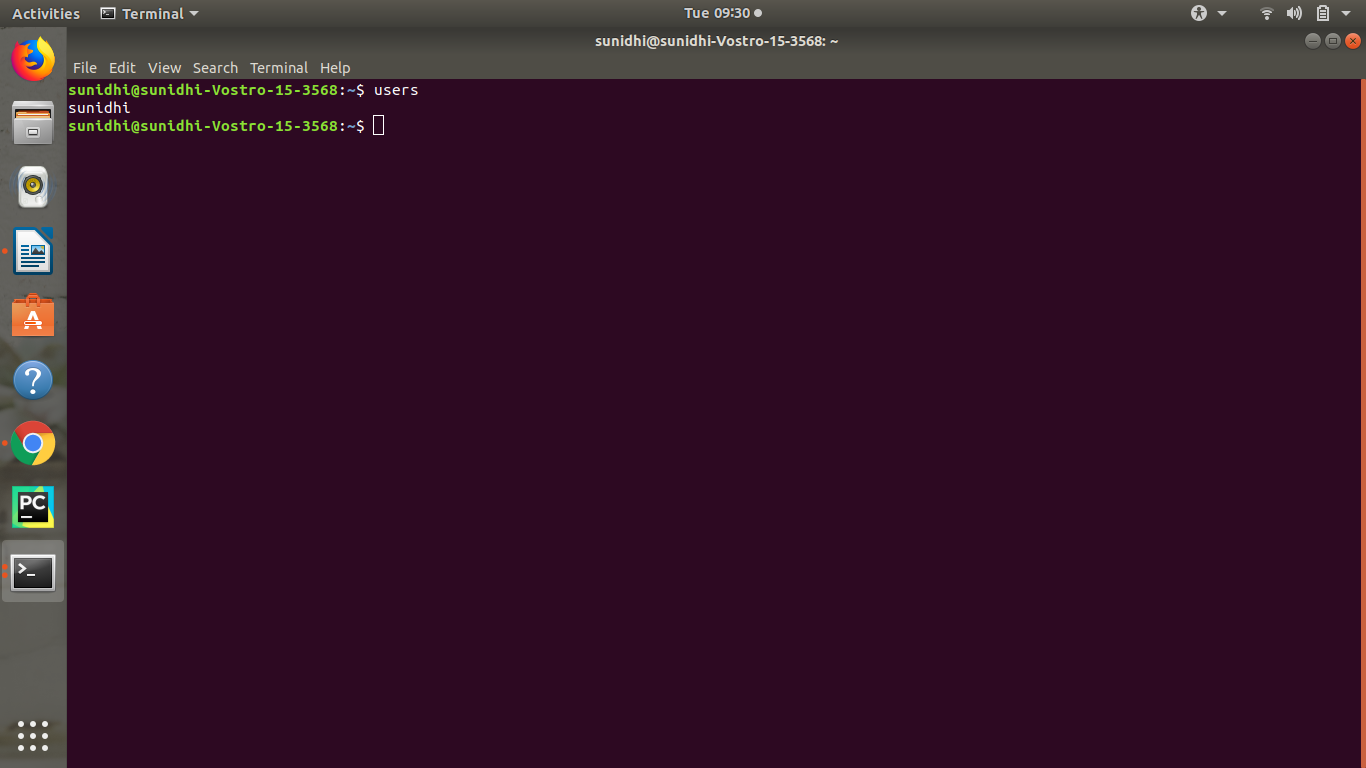 Activities Terminal Tue 09:30
sunidhi@sunidhi-Vostro-15-3568: ~
File Edit View Search Terminal Help
sunidhi@sunidhi-Vostro-15-3568:~$ users
sunidhi
sunidhi@sunidhi-Vostro-15-3568:~$
A
?
PC
>_